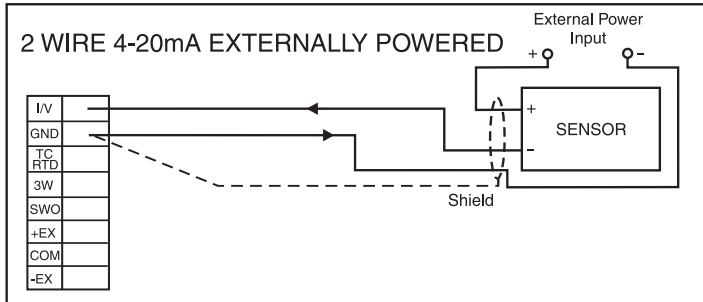 2 WIRE 4-20mA EXTERNALLY POWERED
External Power
Input
+ -
I/V
GND
TC
RTD
3W
SWO
+EX
COM
-EX
+
SENSOR
-
Shield